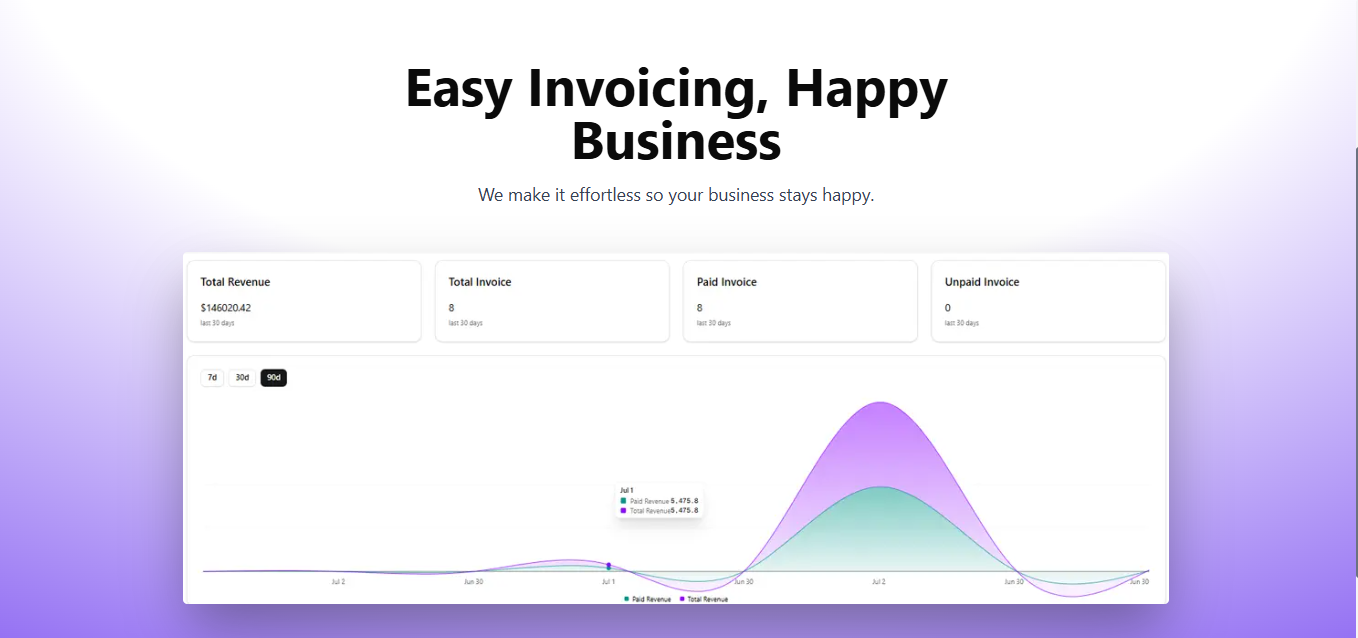 Easy Invoicing, Happy
Business
We make it effortless so your business stays happy.
Total Revenue
$146020.42
last 30 days
Total Invoice
8
last 30 days
Paid Invoice
8
last 30 days
Unpaid Invoice
0
last 30 days
7d 30d 90d
Jul 1
Paid Revenue 5,475.8
Total Revenue5,475.8
Jul 2 Jun 30 Jul 1 Jun 30 Jul 2 Jun 30 Jun 30
Paid Revenue Total Revenue